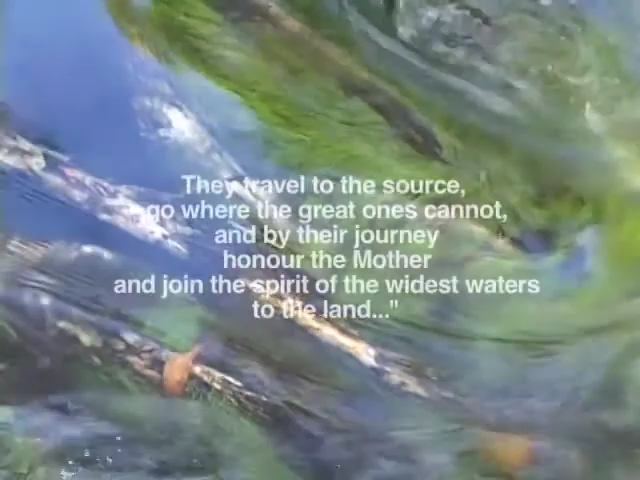 They travel to the source,
go where the great ones cannot,
and by their journey
honour the Mother
and join the spirit of the widest waters
to the land..."